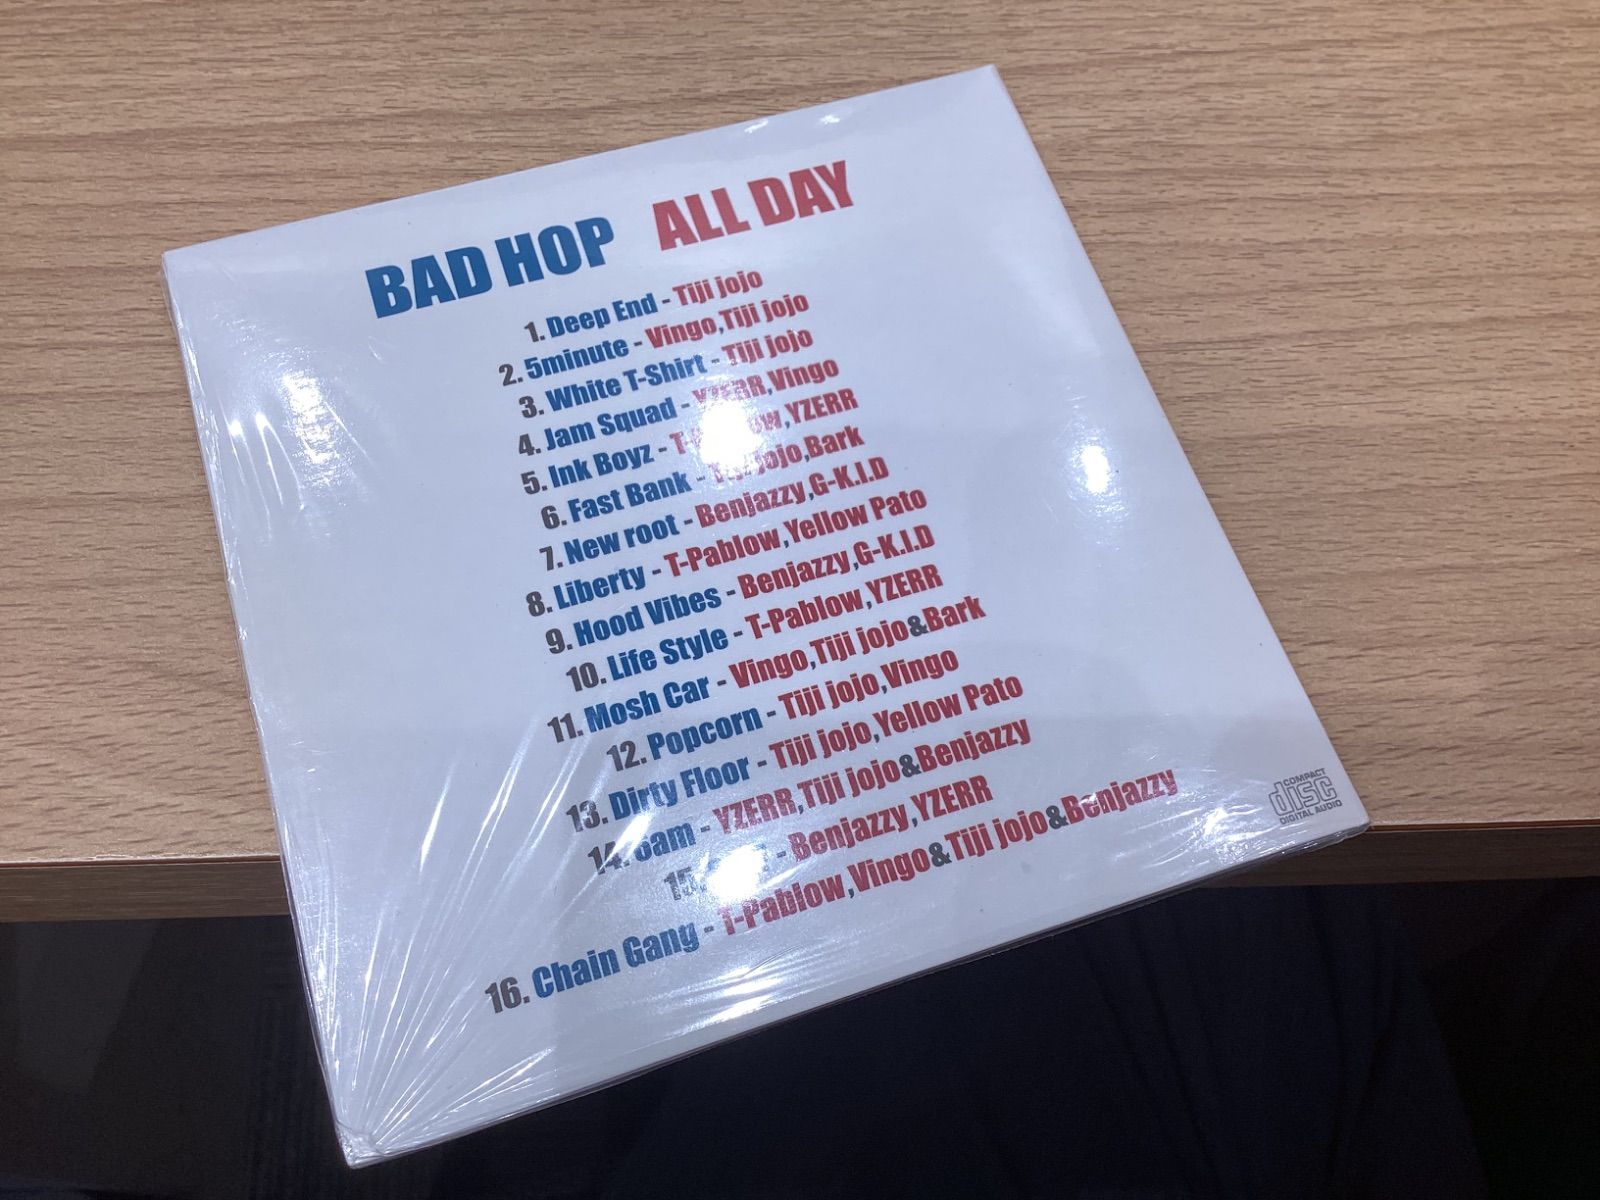 BAD HOP ALL DAY
1. Deep End - Tiji jojo
2. 5minute - Vingo,Tiji jojo
3. White T-Shirt - Tiji jojo
4. Jam Squad - YZERR,Vingo
5. Ink Boyz - T-Pablow,YZERR
6. Fast Bank - Tiji jojo,Bark
7. New root - Benjazzy,G-K.I.D
8. Liberty - T-Pablow,Yellow Pato
9. Hood Vibes - Benjazzy,G-K.I.D
10. Life Style - T-Pablow,YZERR
11. Mosh Car - Vingo,Tiji jojo&Bark
12. Popcorn - Tiji jojo,Vingo
13. Dirty Floor - Tiji jojo,Yellow Pato
14. 6am - YZERR,Tiji jojo&Benjazzy
15. - Benjazzy,YZERR
16. Chain Gang - T-Pablow,Vingo&Tiji jojo&Benjazzy
COMPACT
disc
DIGITAL AUDIO